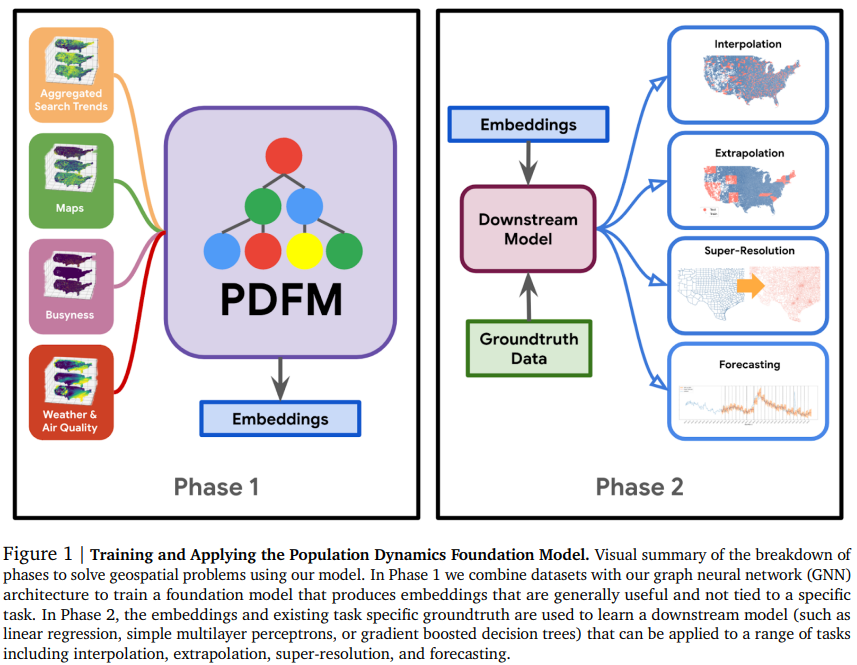 Aggregated
Search Trends
Maps
Busyness
Weather &
Air Quality
PDFM
Embeddings
Phase 1
Embeddings
Downstream
Model
Groundtruth
Data
Interpolation
Extrapolation
Super-Resolution
Forecasting
Phase 2
Figure 1 | Training and Applying the Population Dynamics Foundation Model. Visual summary of the breakdown of
phases to solve geospatial problems using our model. In Phase 1 we combine datasets with our graph neural network (GNN)
architecture to train a foundation model that produces embeddings that are generally useful and not tied to a specific
task. In Phase 2, the embeddings and existing task specific groundtruth are used to learn a downstream model (such as
linear regression, simple multilayer perceptrons, or gradient boosted decision trees) that can be applied to a range of tasks
including interpolation, extrapolation, super-resolution, and forecasting.